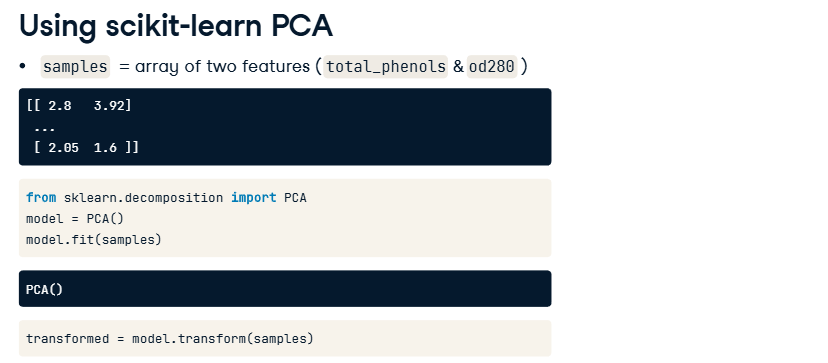 Using scikit-learn PCA
• samples = array of two features ( total_phenols & od280 )
[[ 2.8   3.92]
 ...
 [ 2.05  1.6 ]]
from sklearn.decomposition import PCA
model = PCA()
model.fit(samples)
PCA()
transformed = model.transform(samples)